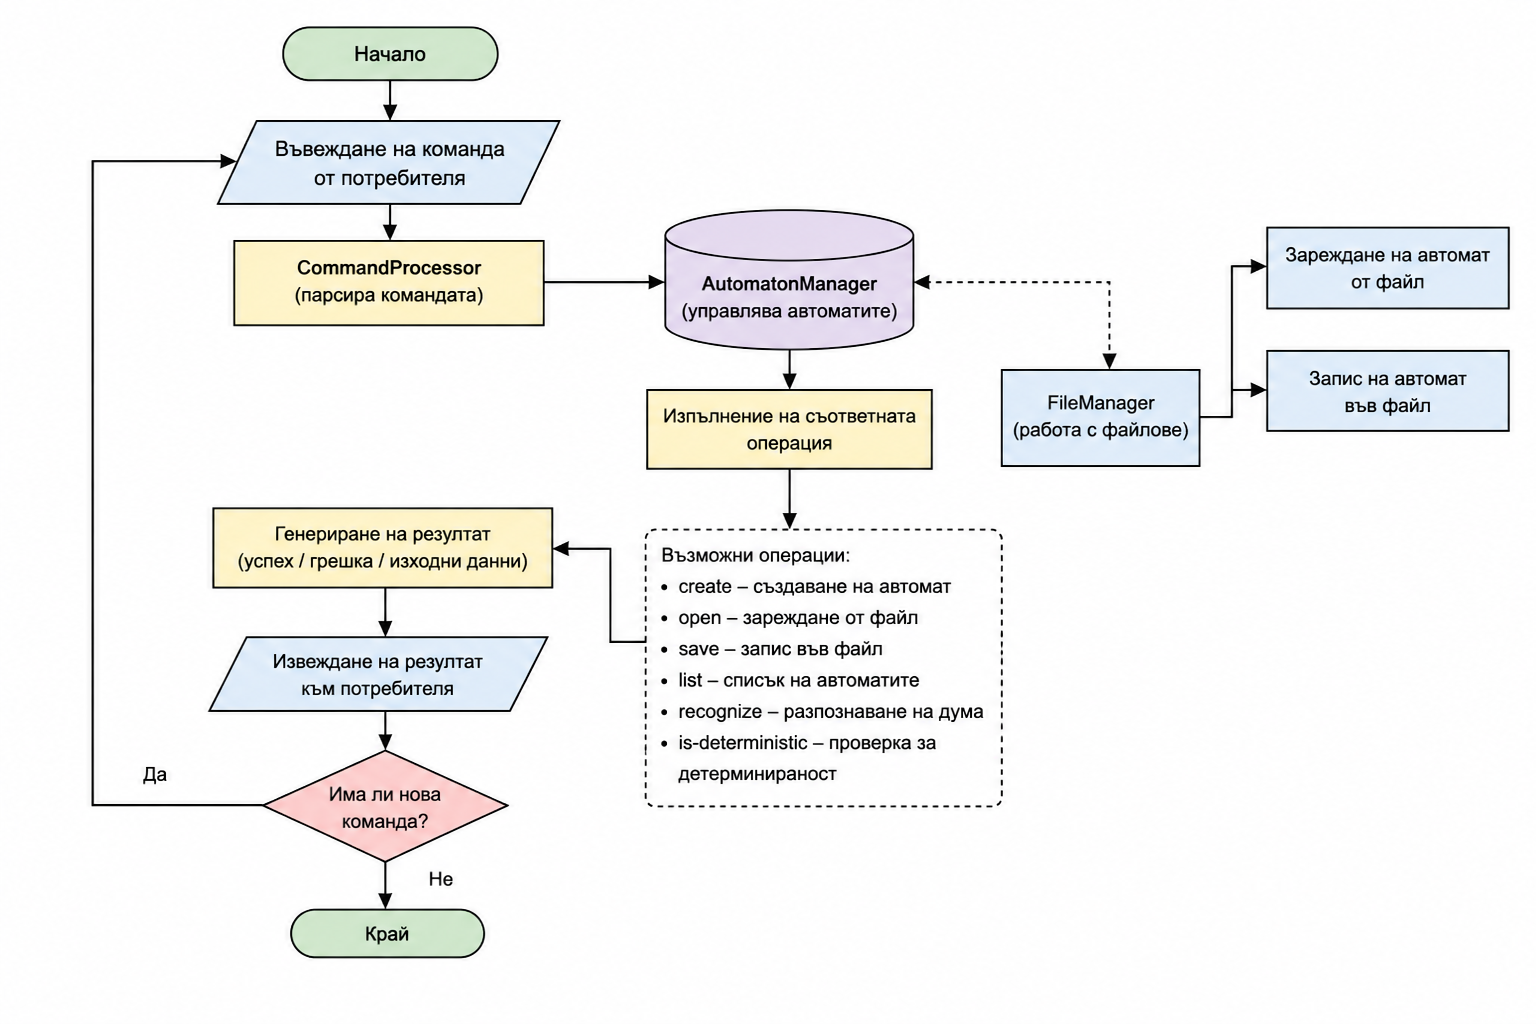 Начало
Въвеждане на команда
от потребителя
CommandProcessor
(парсира командата)
AutomatonManager
(управлява автоматите)
Зареждане на автомат
от файл
Запис на автомат
във файл
FileManager
(работа с файлове)
Изпълнение на съответната
операция
Възможни операции:
• create – създаване на автомат
• open – зареждане от файл
• save – запис във файл
• list – списък на автоматите
• recognize – разпознаване на дума
• is-deterministic – проверка за
детерминираност
Генериране на резултат
(успех / грешка / изходни данни)
Извеждане на резултат
към потребителя
Има ли нова
команда?
Да
Не
Край